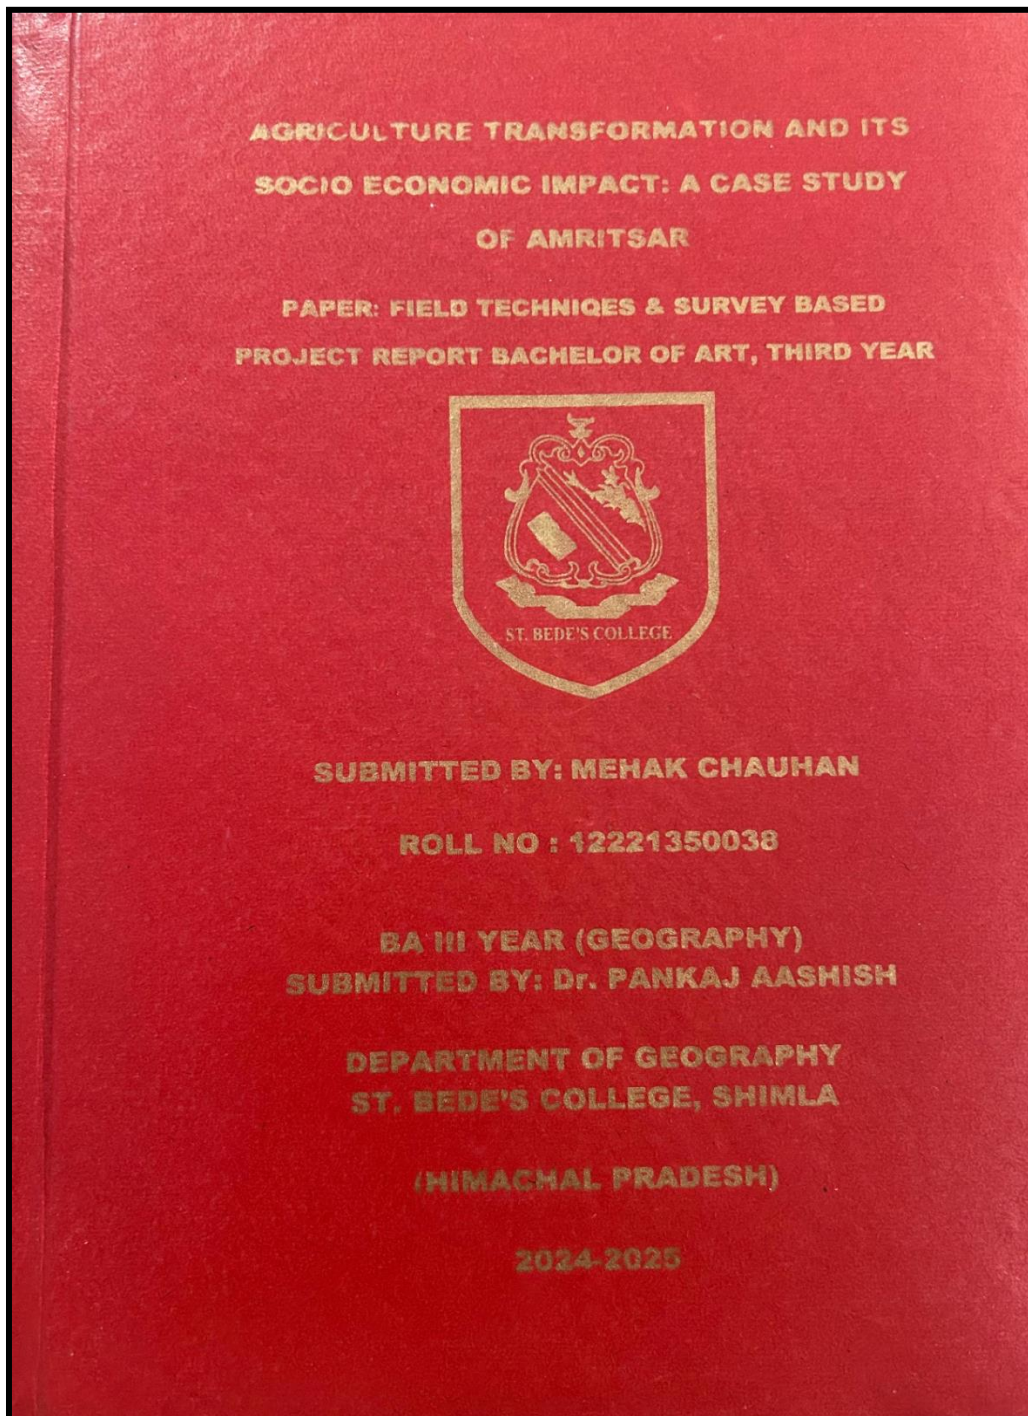 AGRICULTURE TRANSFORMATION AND ITS
SOCIO ECONOMIC IMPACT: A CASE STUDY
OF AMRITSAR
PAPER: FIELD TECHNIQES & SURVEY BASED
PROJECT REPORT BACHELOR OF ART, THIRD YEAR
ST. BEDE'S COLLEGE
SUBMITTED BY: MEHAK CHAUHAN
ROLL NO : 12221350038
BA III YEAR (GEOGRAPHY)
SUBMITTED BY: Dr. PANKAJ AASHISH
DEPARTMENT OF GEOGRAPHY
ST. BEDE'S COLLEGE, SHIMLA
(HIMACHAL PRADESH)
2024-2025